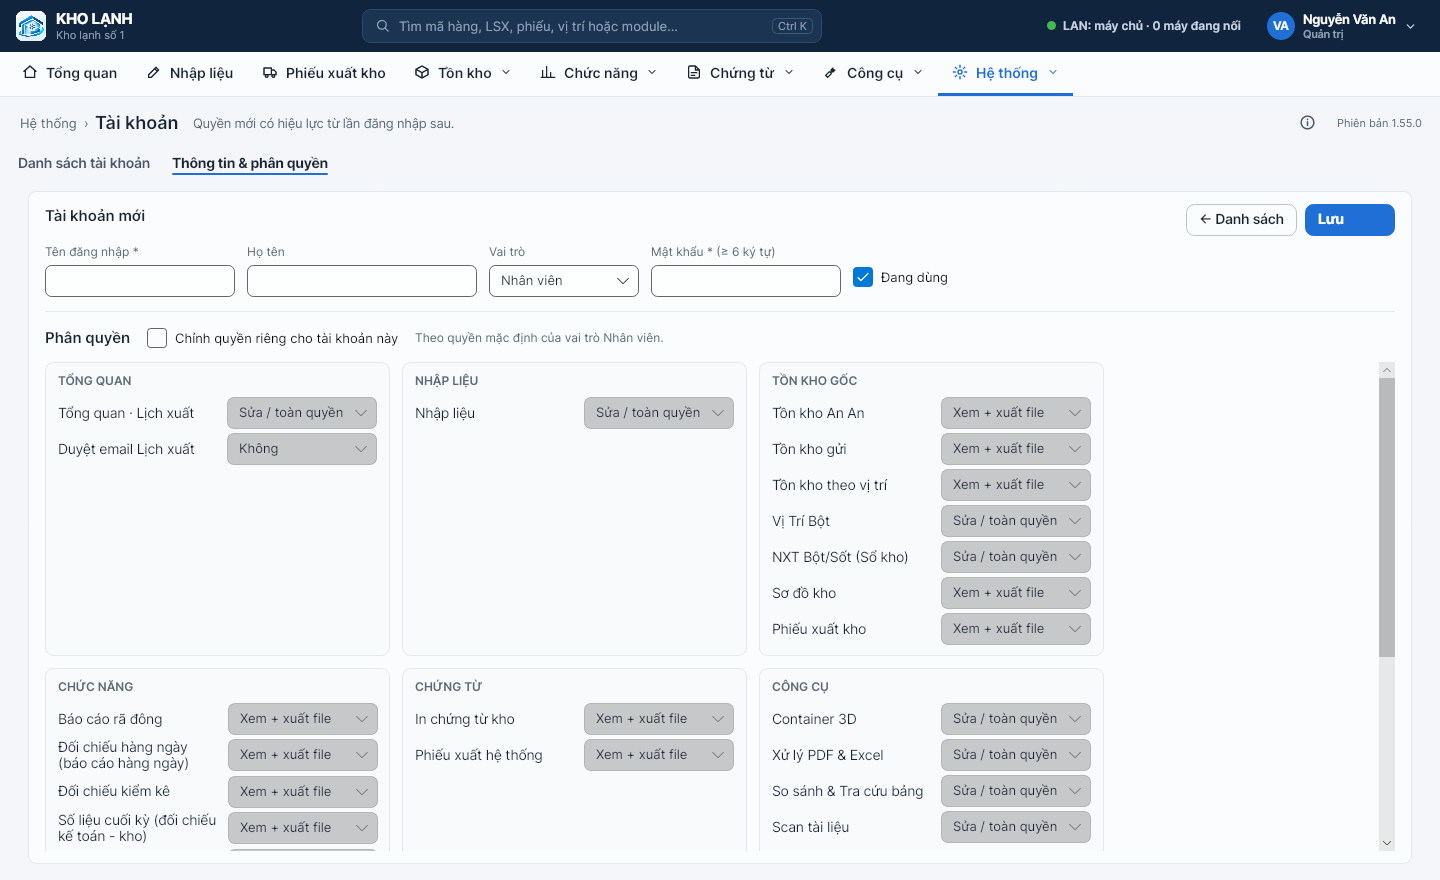 KHO LẠNH
Kho lạnh số 1
Tìm mã hàng, LSX, phiếu, vị trí hoặc module...
Ctrl K
LAN: máy chủ · 0 máy đang nối
VA
Nguyễn Văn An
Quản trị
Tổng quan
Nhập liệu
Phiếu xuất kho
Tồn kho
Chức năng
Chứng từ
Công cụ
Hệ thống
Hệ thống › Tài khoản
Quyền mới có hiệu lực từ lần đăng nhập sau.
Phiên bản 1.55.0
Danh sách tài khoản
Thông tin & phân quyền
Tài khoản mới
← Danh sách
Lưu
Tên đăng nhập *
Họ tên
Vai trò
Mật khẩu * (≥ 6 ký tự)
Nhân viên
Đang dùng
Phân quyền
Chỉnh quyền riêng cho tài khoản này
Theo quyền mặc định của vai trò Nhân viên.
TỔNG QUAN
Tổng quan · Lịch xuất
Sửa / toàn quyền
Duyệt email Lịch xuất
Không
NHẬP LIỆU
Nhập liệu
Sửa / toàn quyền
TỒN KHO GỐC
Tồn kho An An
Xem + xuất file
Tồn kho gửi
Xem + xuất file
Tồn kho theo vị trí
Xem + xuất file
Vị Trí Bột
Sửa / toàn quyền
NXT Bột/Sốt (Sổ kho)
Sửa / toàn quyền
Sơ đồ kho
Xem + xuất file
Phiếu xuất kho
Xem + xuất file
CHỨC NĂNG
Báo cáo rã đông
Xem + xuất file
Đối chiếu hàng ngày
(báo cáo hàng ngày)
Xem + xuất file
Đối chiếu kiểm kê
Xem + xuất file
Số liệu cuối kỳ (đối chiếu
kế toán - kho)
Xem + xuất file
CHỨNG TỪ
In chứng từ kho
Xem + xuất file
Phiếu xuất hệ thống
Xem + xuất file
CÔNG CỤ
Container 3D
Sửa / toàn quyền
Xử lý PDF & Excel
Sửa / toàn quyền
So sánh & Tra cứu bảng
Sửa / toàn quyền
Scan tài liệu
Sửa / toàn quyền